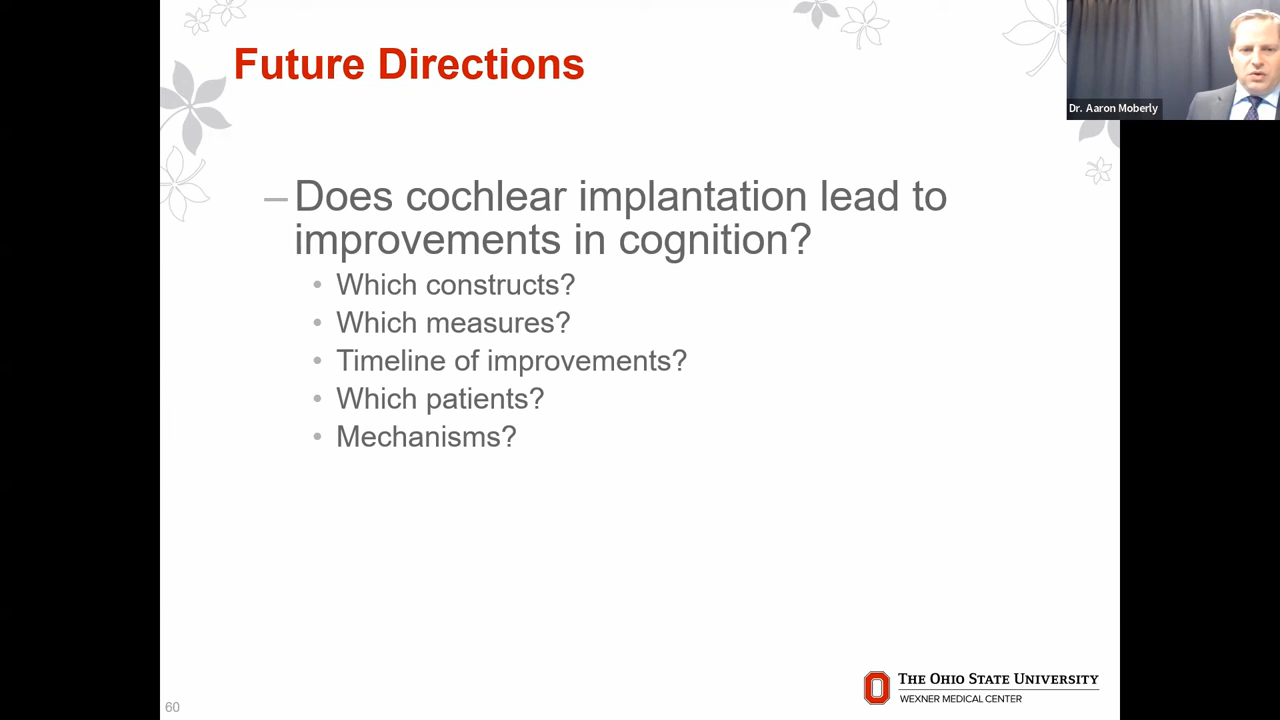 Future Directions
Dr. Aaron Moberly
– Does cochlear implantation lead to
improvements in cognition?
• Which constructs?
• Which measures?
• Timeline of improvements?
• Which patients?
• Mechanisms?
THE OHIO STATE UNIVERSITY
WEXNER MEDICAL CENTER
60